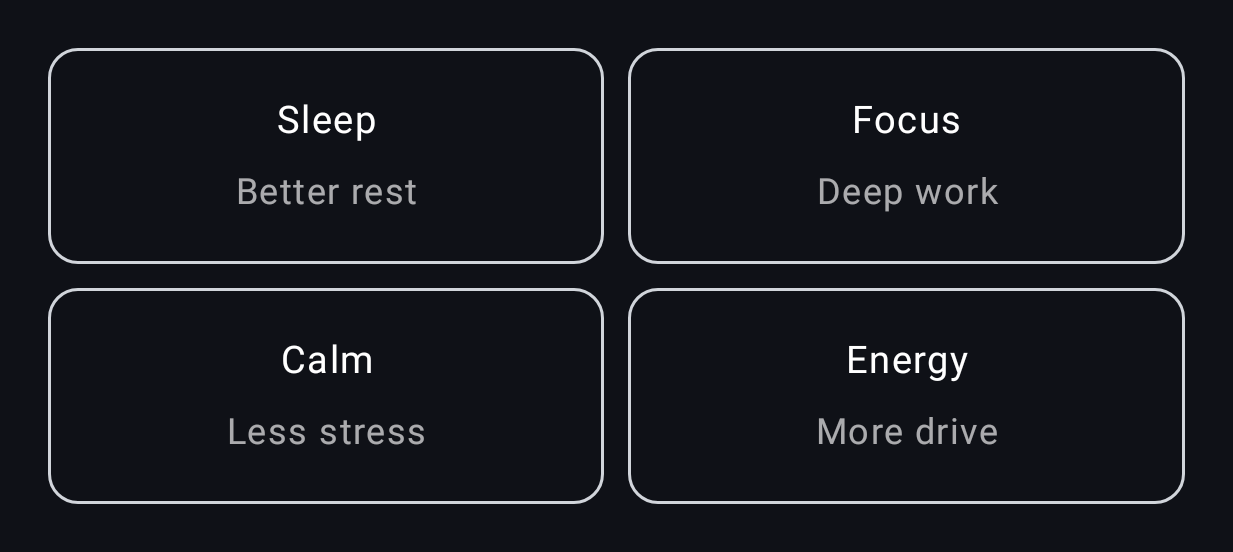 Sleep
Better rest
Focus
Deep work
Calm
Less stress
Energy
More drive